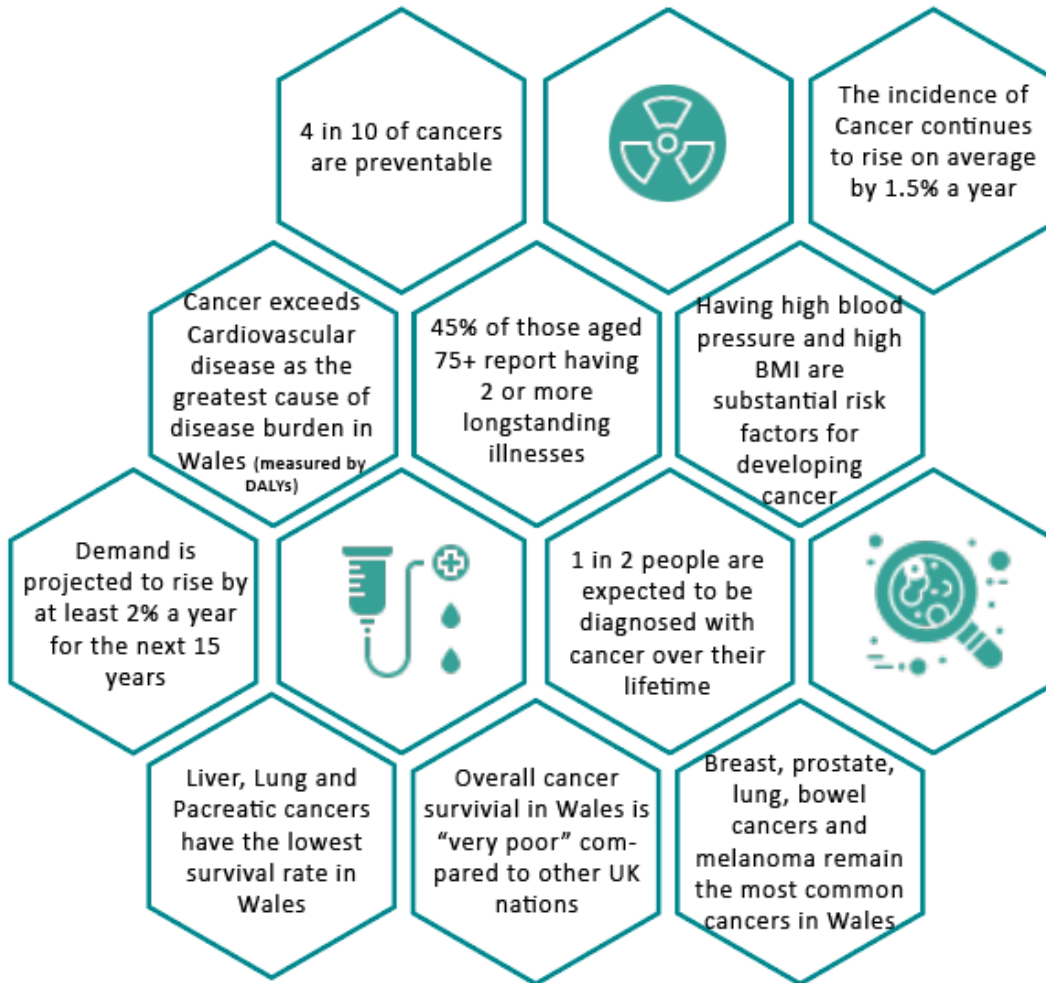 4 in 10 of cancers
are preventable
The incidence of
Cancer continues
to rise on average
by 1.5% a year
Cancer exceeds
Cardiovascular
disease as the
greatest cause of
disease burden in
Wales (measured by
DALYs)
45% of those aged
75+ report having
2 or more
longstanding
illnesses
Having high blood
pressure and high
BMI are
substantial risk
factors for
developing
cancer
Demand is
projected to rise by
at least 2% a year
for the next 15
years
1 in 2 people are
expected to be
diagnosed with
cancer over their
lifetime
Liver, Lung and
Pacreatic cancers
have the lowest
survival rate in
Wales
Overall cancer
survivial in Wales is
“very poor” com-
pared to other UK
nations
Breast, prostate,
lung, bowel
cancers and
melanoma remain
the most common
cancers in Wales